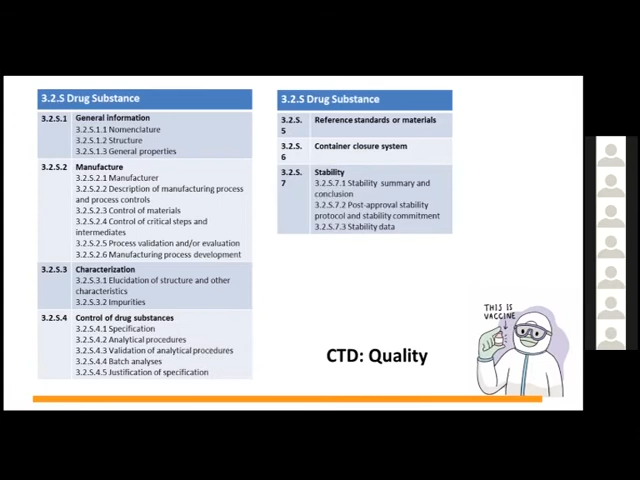 3.2.S Drug Substance
3.2.S.1 General information
3.2.S.1.1 Nomenclature
3.2.S.1.2 Structure
3.2.S.1.3 General properties
3.2.S.2 Manufacture
3.2.S.2.1 Manufacturer
3.2.S.2.2 Description of manufacturing process
and process controls
3.2.S.2.3 Control of materials
3.2.S.2.4 Control of critical steps and
intermediates
3.2.S.2.5 Process validation and/or evaluation
3.2.S.2.6 Manufacturing process development
3.2.S.3 Characterization
3.2.S.3.1 Elucidation of structure and other
characteristics
3.2.S.3.2 Impurities
3.2.S.4 Control of drug substances
3.2.S.4.1 Specification
3.2.S.4.2 Analytical procedures
3.2.S.4.3 Validation of analytical procedures
3.2.S.4.4 Batch analyses
3.2.S.4.5 Justification of specification
3.2.S Drug Substance
3.2.S.5 Reference standards or materials
3.2.S.6 Container closure system
3.2.S.7 Stability
3.2.S.7.1 Stability summary and
conclusion
3.2.S.7.2 Post-approval stability
protocol and stability commitment
3.2.S.7.3 Stability data
THIS IS
VACCINE
CTD: Quality